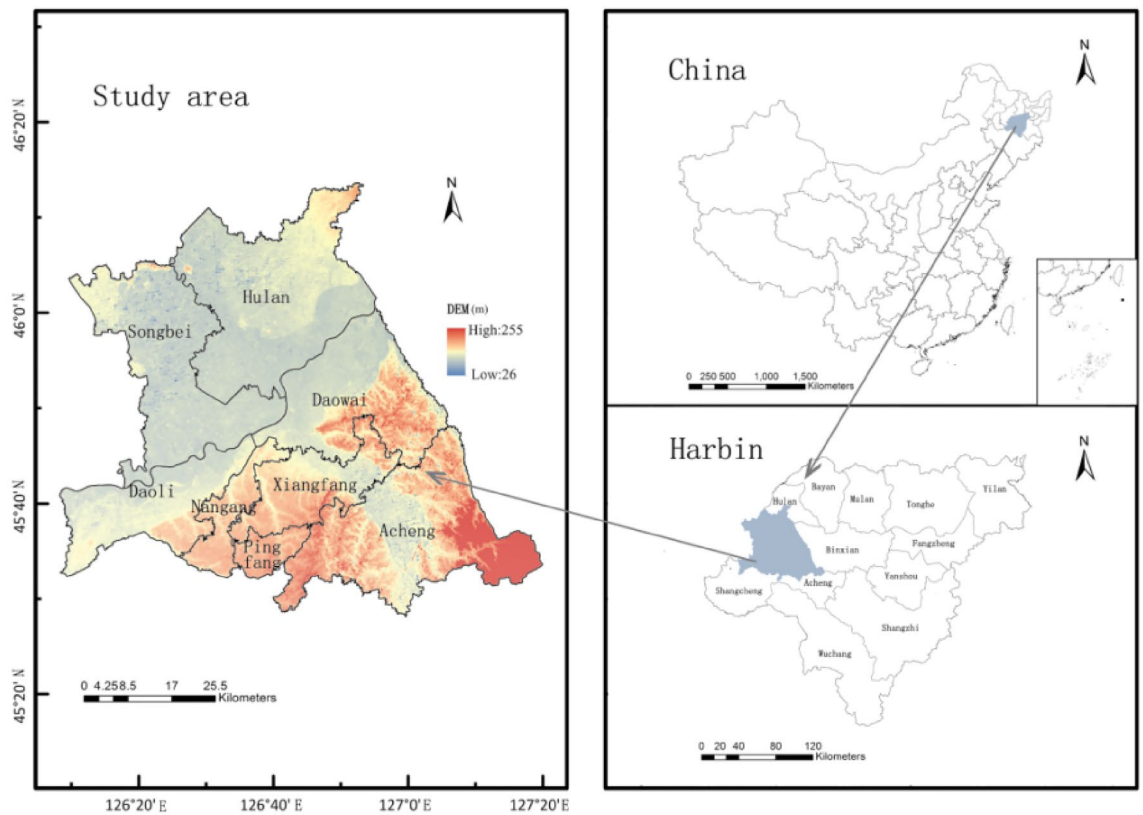 Study area
N
46°20′ N
46°0′ N
45°40′ N
45°20′ N
Hulan
Songbei
DEM (m)
High:255
Low:26
Daowai
Daoli
Nangang
Xiangfang
Acheng
Ping
fang
0 4.25 8.5 17 25.5
Kilometers
126°20′ E
126°40′ E
127°0′E
127°20′ E
China
N
0 250 500 1,000 1,500
Kilometers
Harbin
N
Hulan
Bayan
Mulan
Tonghe
Yilan
Binxian
Fangzheng
Acheng
Yanshou
Shangcheng
Shangzhi
Wuchang
0 20 40 80 120
Kilometers